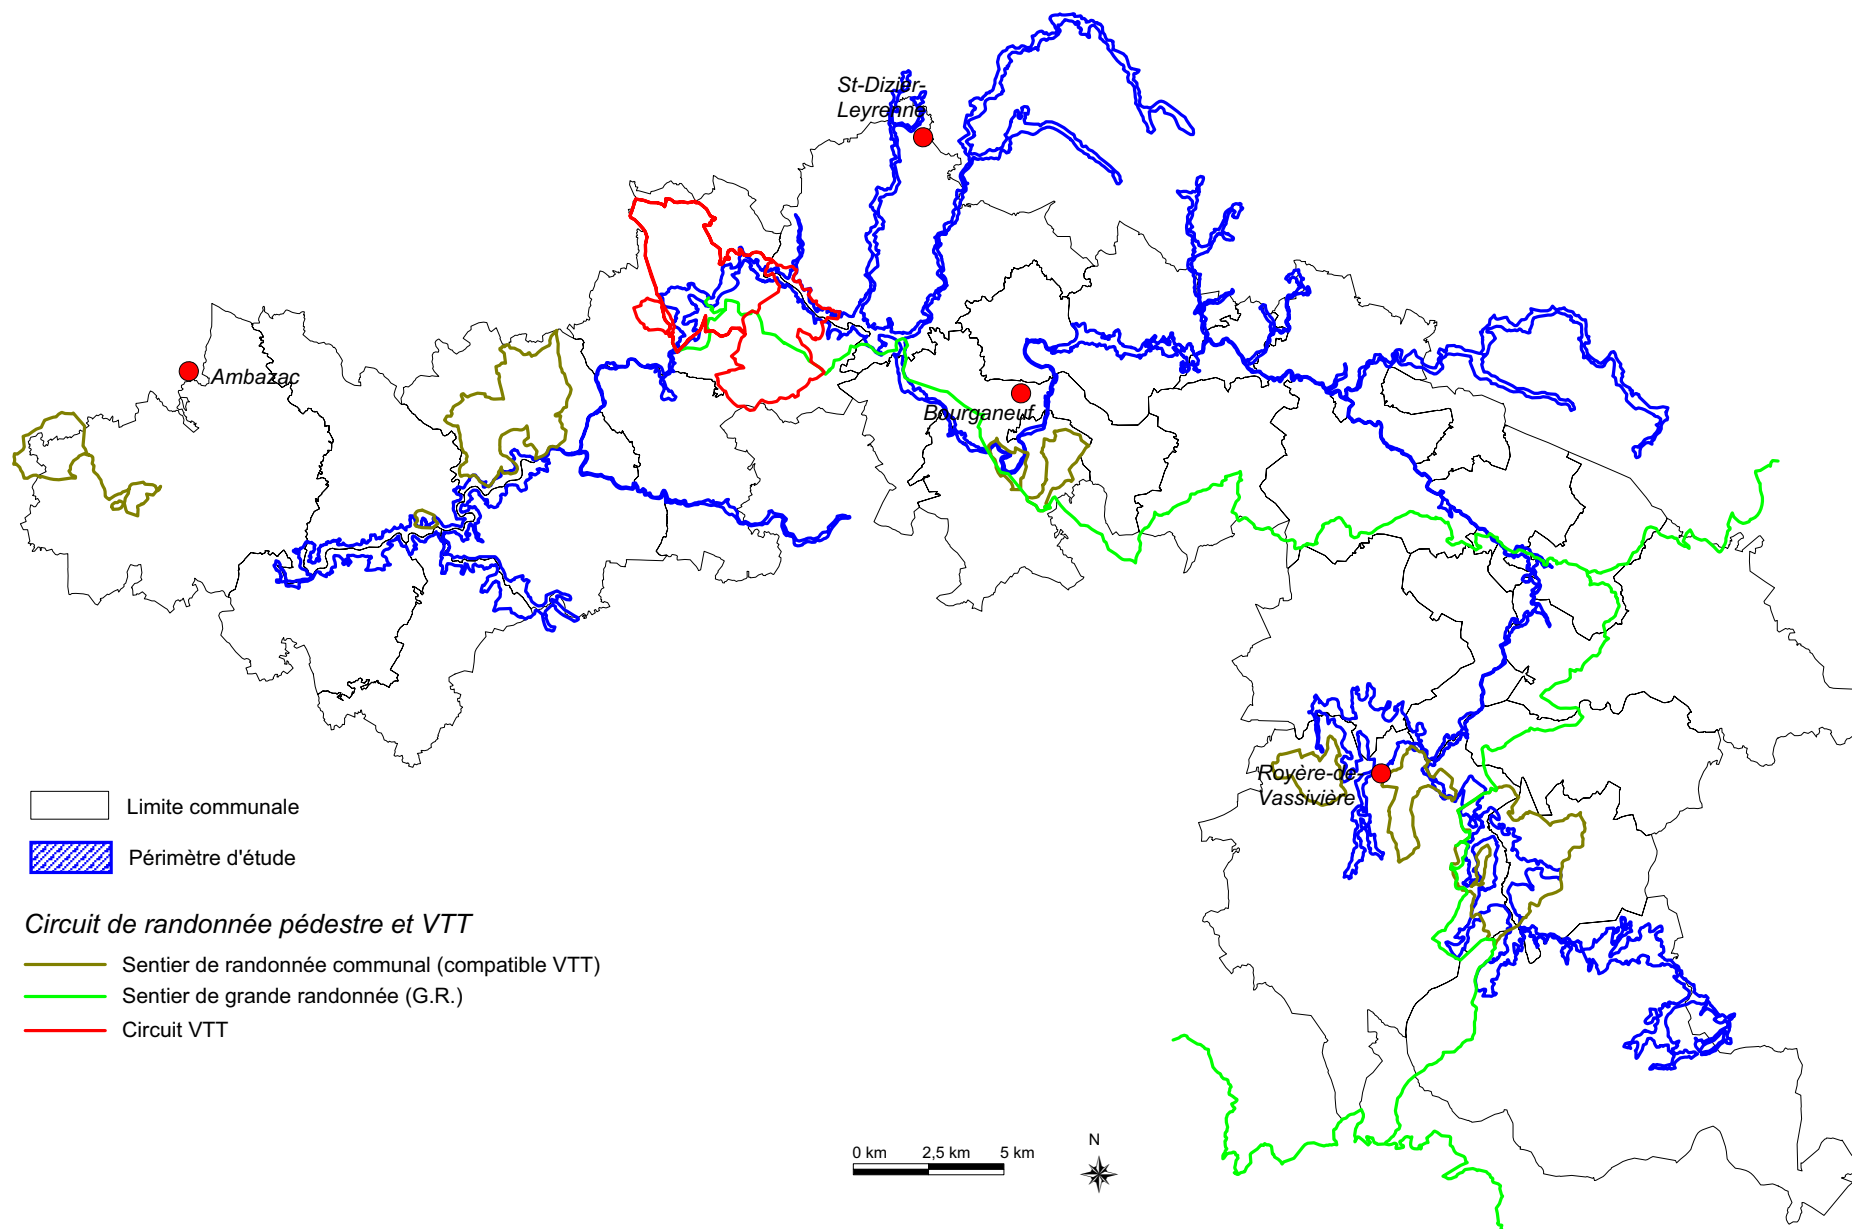 St-Dizier-
Leyrenne
Ambazac
Bourganeuf
Royère-de-
Vassivière
Limite communale
Périmètre d'étude
Circuit de randonnée pédestre et VTT
Sentier de randonnée communal (compatible VTT)
Sentier de grande randonnée (G.R.)
Circuit VTT
0 km 2,5 km 5 km
N